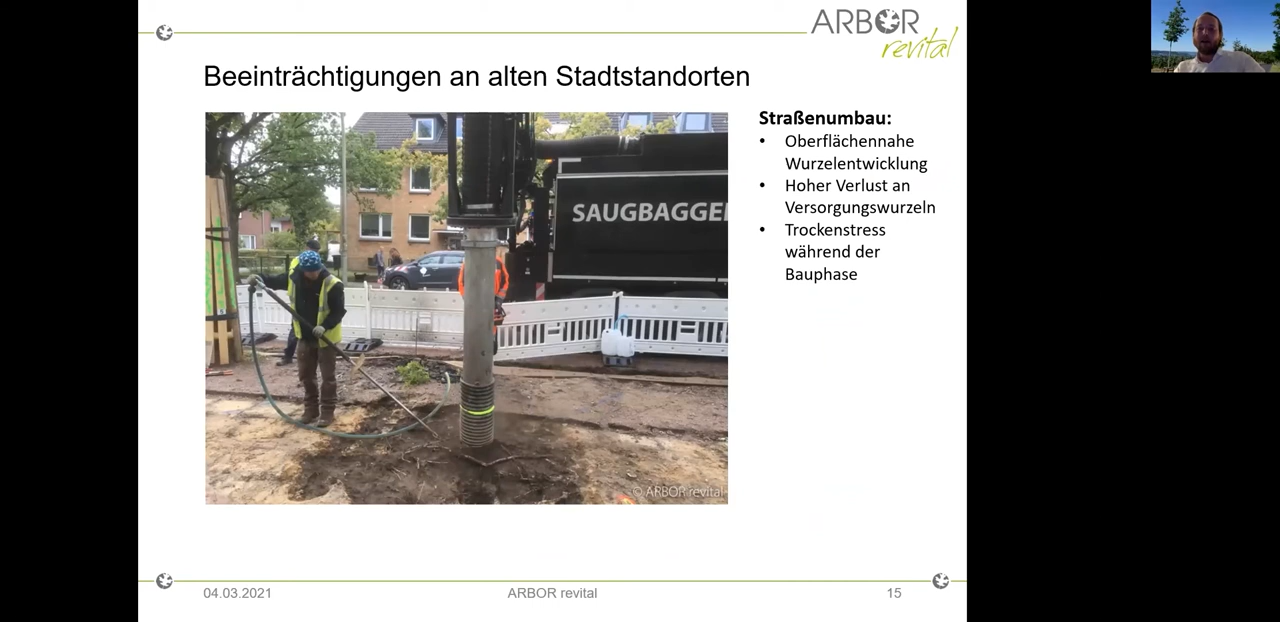 ARBOR
revital
Beeinträchtigungen an alten Stadtstandorten
Straßenumbau:
• Oberflächennahe
Wurzelentwicklung
• Hoher Verlust an
Versorgungswurzeln
• Trockenstress
während der
Bauphase
SAUGBAGGE
© ARBOR revital
04.03.2021
ARBOR revital
15